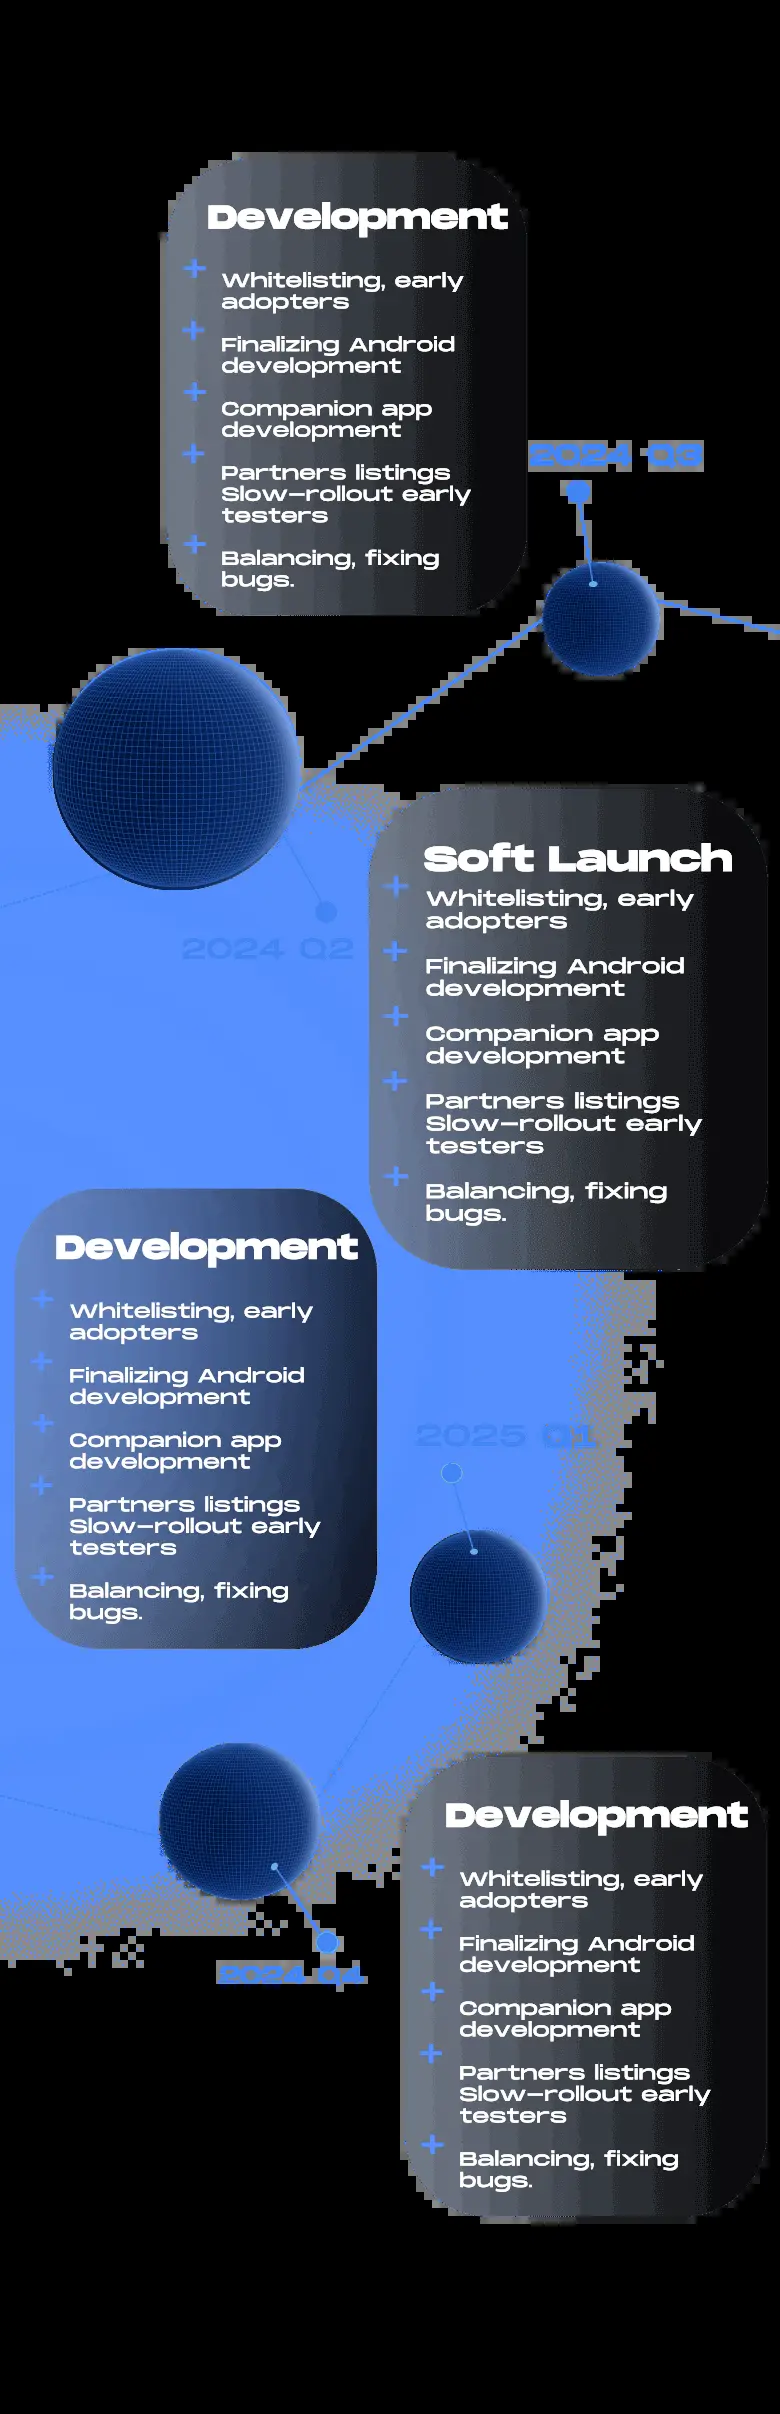 Development
Whitelisting, early
adopters
Finalizing Android
development
Companion app
development
Partners listings
Slow-rollout early
testers
Balancing, fixing
bugs.
2024 Q3
Soft Launch
Whitelisting, early
adopters
Finalizing Android
development
Companion app
development
Partners listings
Slow-rollout early
testers
Balancing, fixing
bugs.
2024 Q2
Development
Whitelisting, early
adopters
Finalizing Android
development
Companion app
development
Partners listings
Slow-rollout early
testers
Balancing, fixing
bugs.
2025 Q1
Development
Whitelisting, early
adopters
Finalizing Android
development
Companion app
development
Partners listings
Slow-rollout early
testers
Balancing, fixing
bugs.
2024 Q4